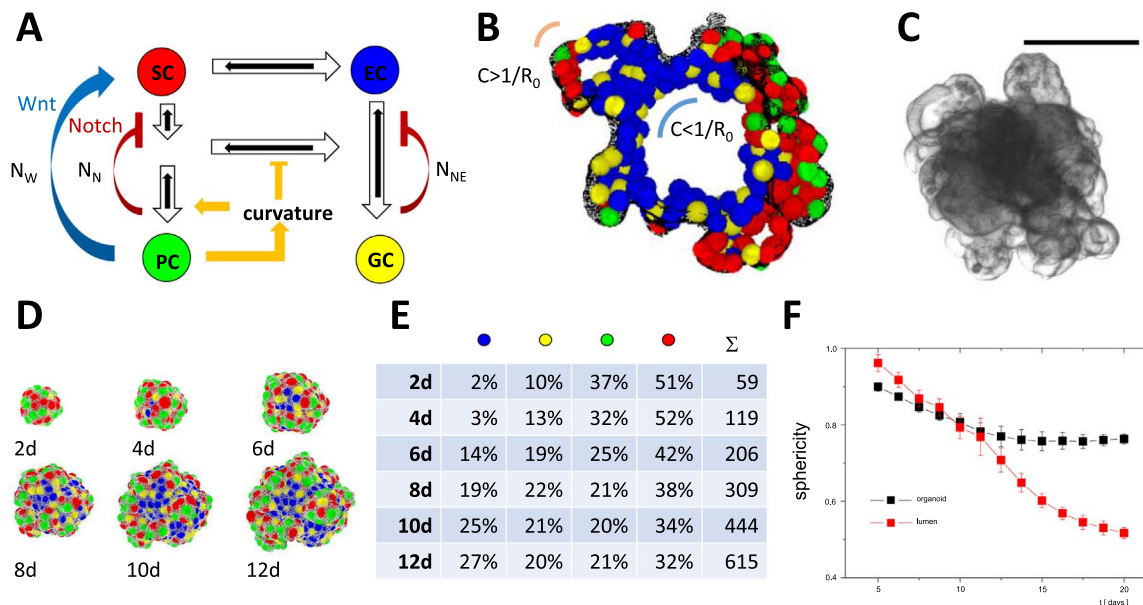 A
SC
EC
Wnt
Notch
N_W
N_N
N_NE
curvature
PC
GC
B
C>1/R_0
C<1/R_0
C
D
2d
4d
6d
8d
10d
12d
E
Σ
2d 2% 10% 37% 51% 59
4d 3% 13% 32% 52% 119
6d 14% 19% 25% 42% 206
8d 19% 22% 21% 38% 309
10d 25% 21% 20% 34% 444
12d 27% 20% 21% 32% 615
F
1.0
0.8
0.6
0.4
sphericity
organoid
lumen
5 10 15 20
t [ days ]